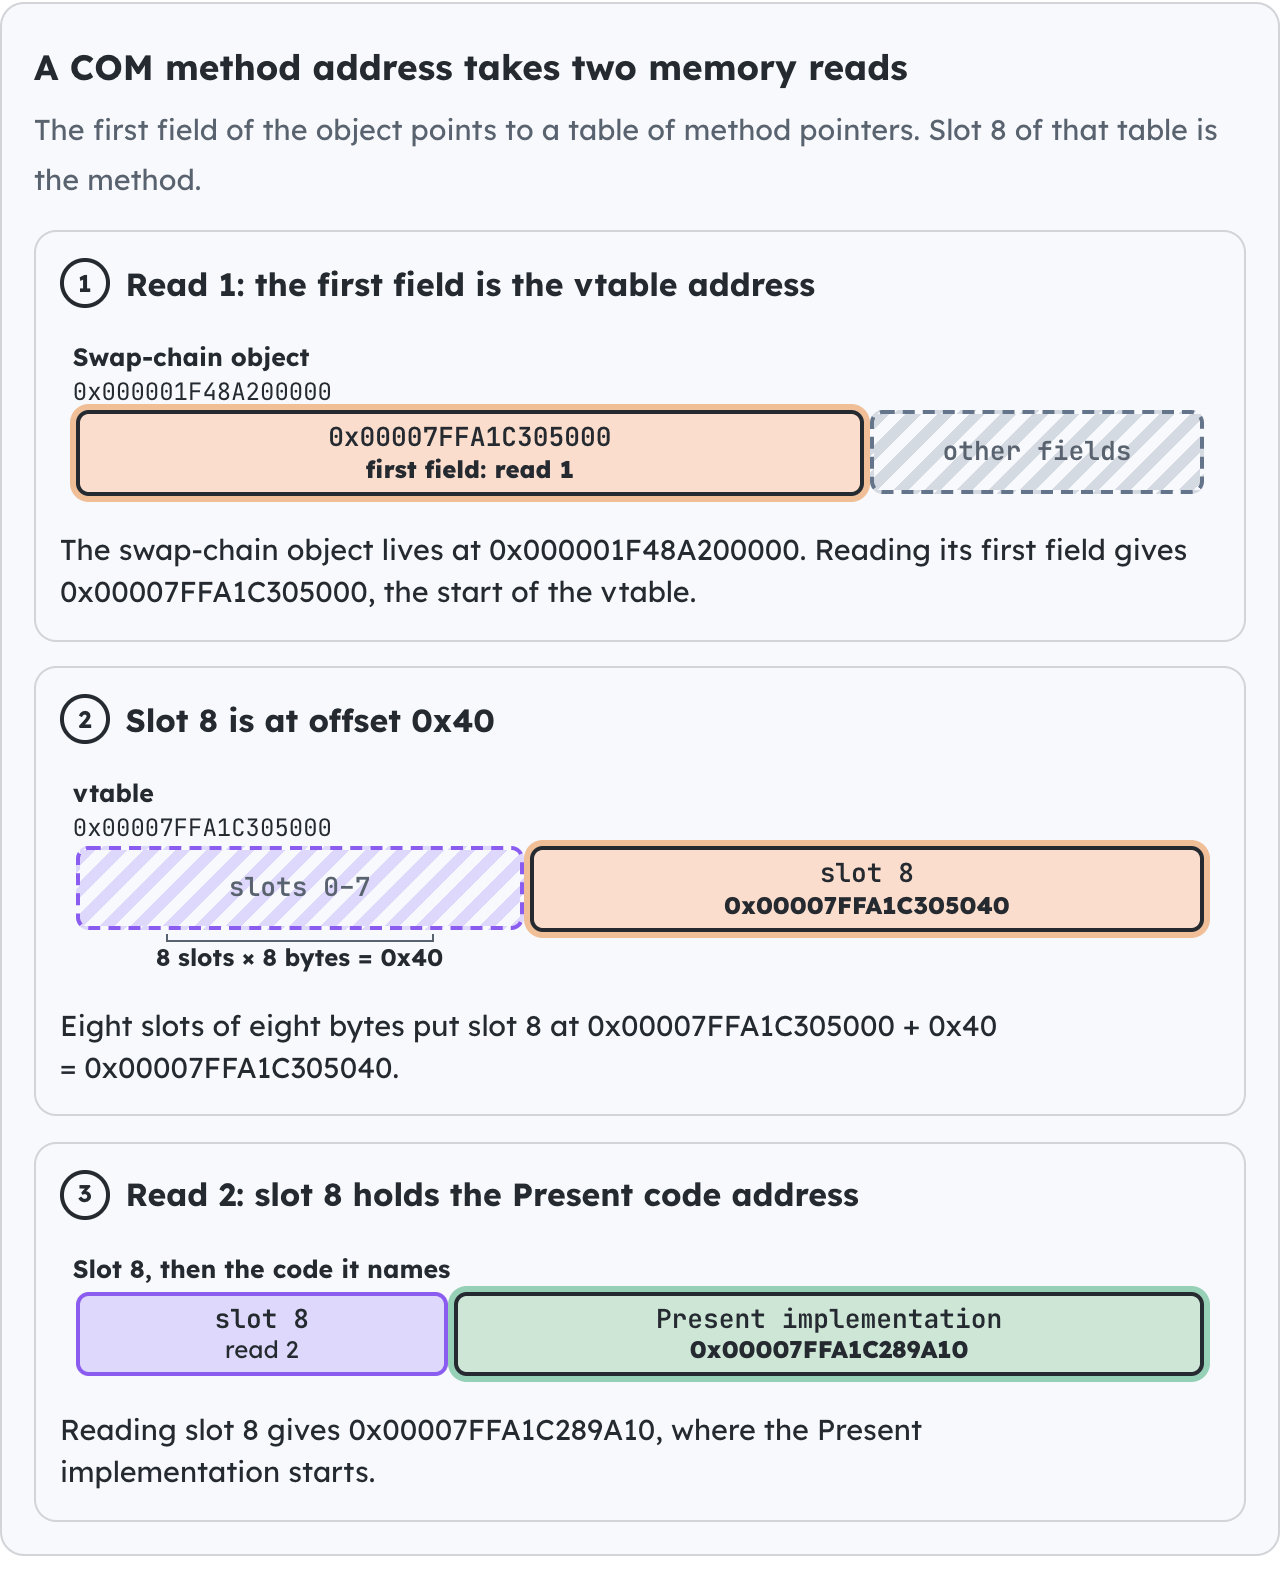 A COM method address takes two memory reads
The first field of the object points to a table of method pointers. Slot 8 of that table is
the method.
1 Read 1: the first field is the vtable address
Swap-chain object
0x000001F48A200000
0x00007FFA1C305000
first field: read 1
other fields
The swap-chain object lives at 0x000001F48A200000. Reading its first field gives
0x00007FFA1C305000, the start of the vtable.
2 Slot 8 is at offset 0x40
vtable
0x00007FFA1C305000
slots 0–7
slot 8
0x00007FFA1C305040
8 slots × 8 bytes = 0x40
Eight slots of eight bytes put slot 8 at 0x00007FFA1C305000 + 0x40
= 0x00007FFA1C305040.
3 Read 2: slot 8 holds the Present code address
Slot 8, then the code it names
slot 8
read 2
Present implementation
0x00007FFA1C289A10
Reading slot 8 gives 0x00007FFA1C289A10, where the Present
implementation starts.